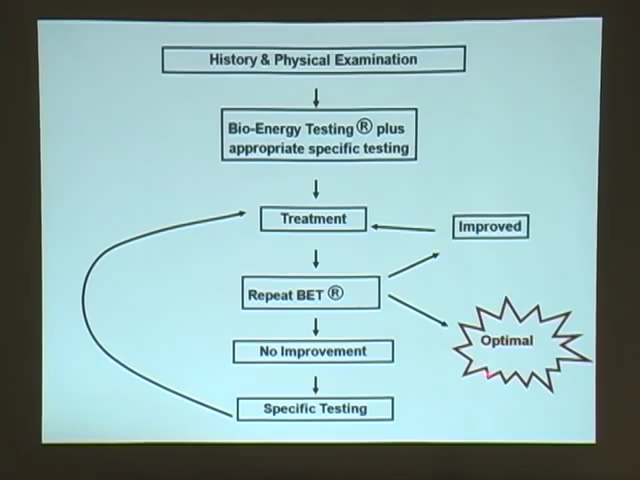 History & Physical Examination
Bio-Energy Testing ® plus
appropriate specific testing
Treatment
Improved
Repeat BET ®
Optimal
No Improvement
Specific Testing